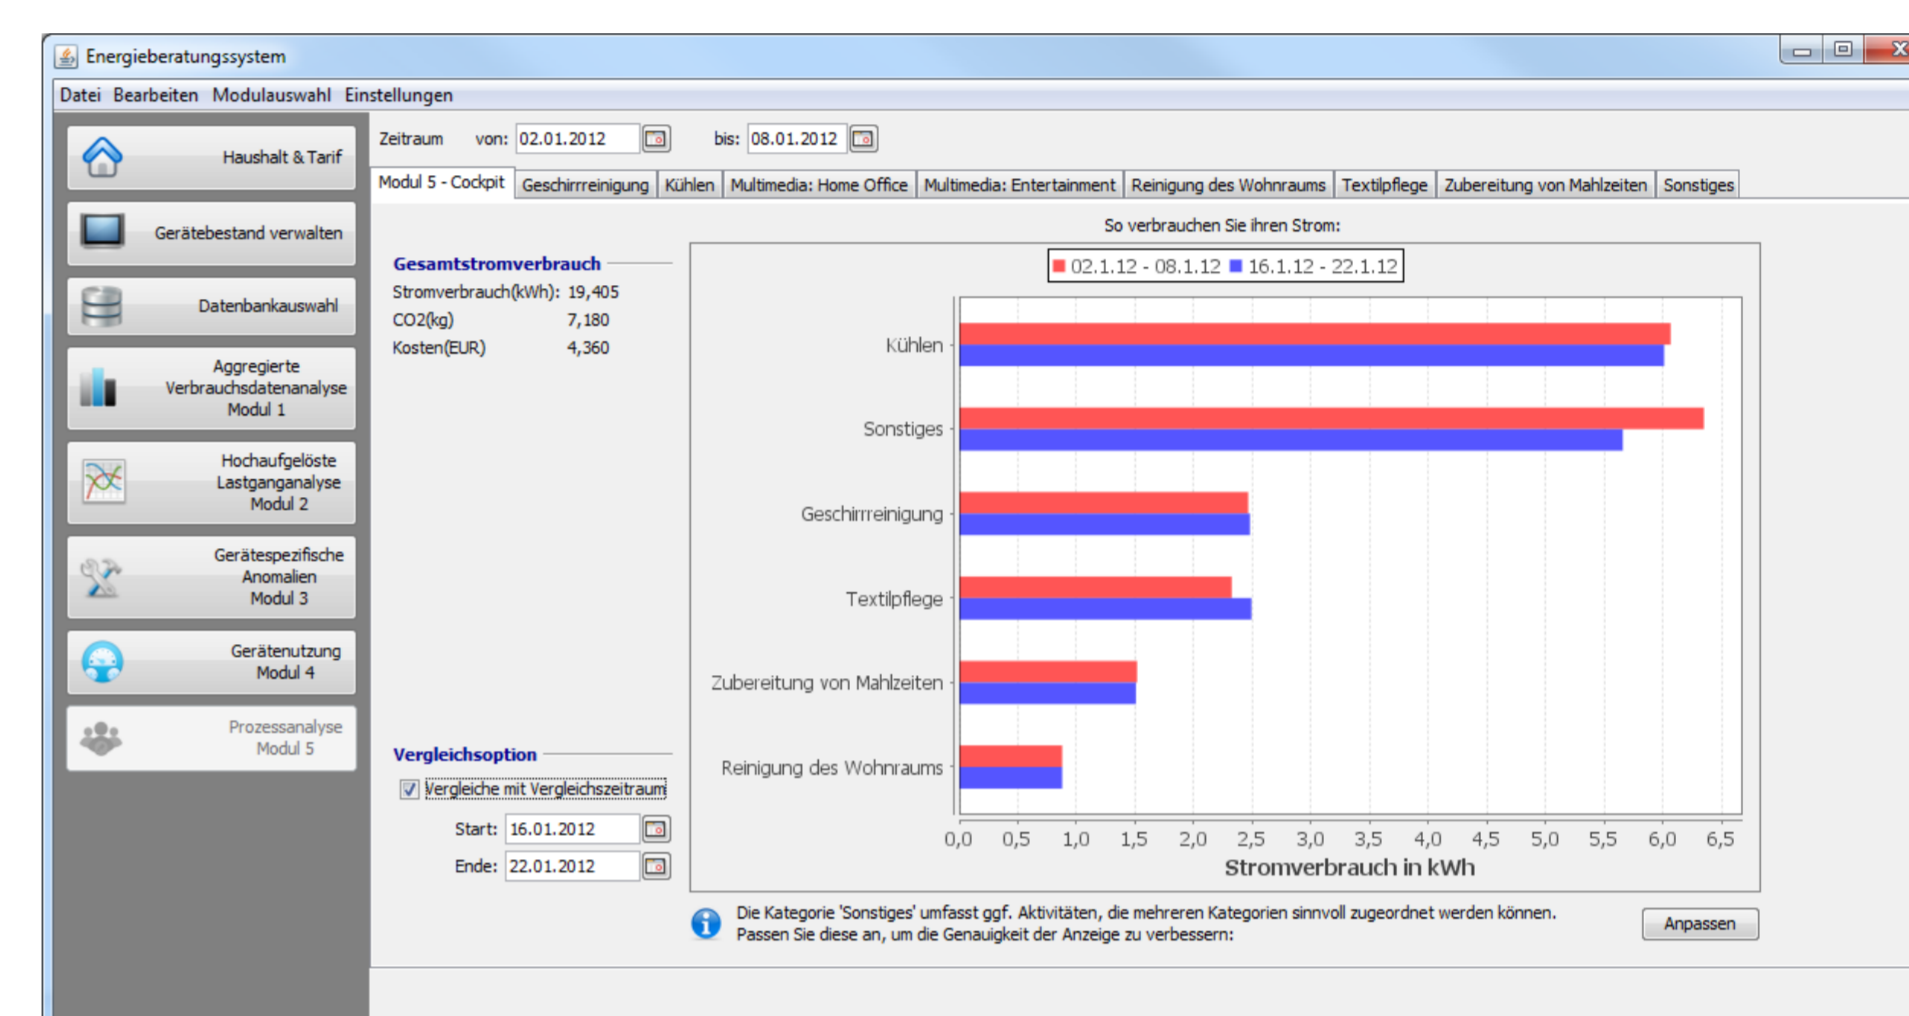 Energieberatungssystem
Datei Bearbeiten Modulauswahl Einstellungen
Haushalt & Tarif
Gerätebestand verwalten
Datenbankauswahl
Aggregierte
Verbrauchsdatenanalyse
Modul 1
Hochaufgelöste
Lastganganalyse
Modul 2
Gerätespezifische
Anomalien
Modul 3
Gerätenutzung
Modul 4
Prozessanalyse
Modul 5
Zeitraum von: 02.01.2012 bis: 08.01.2012
Modul 5 - Cockpit Geschirrreinigung Kühlen Multimedia: Home Office Multimedia: Entertainment Reinigung des Wohnraums Textilpflege Zubereitung von Mahlzeiten Sonstiges
Gesamtstromverbrauch
Stromverbrauch(kWh): 19,405
CO2(kg) 7,180
Kosten(EUR) 4,360
Vergleichsoption
Vergleiche mit Vergleichszeitraum
Start: 16.01.2012
Ende: 22.01.2012
So verbrauchen Sie ihren Strom:
02.1.12 - 08.1.12 16.1.12 - 22.1.12
Kühlen
Sonstiges
Geschirrreinigung
Textilpflege
Zubereitung von Mahlzeiten
Reinigung des Wohnraums
0,0 0,5 1,0 1,5 2,0 2,5 3,0 3,5 4,0 4,5 5,0 5,5 6,0 6,5
Stromverbrauch in kWh
Die Kategorie 'Sonstiges' umfasst ggf. Aktivitäten, die mehreren Kategorien sinnvoll zugeordnet werden können.
Passen Sie diese an, um die Genauigkeit der Anzeige zu verbessern:
Anpassen